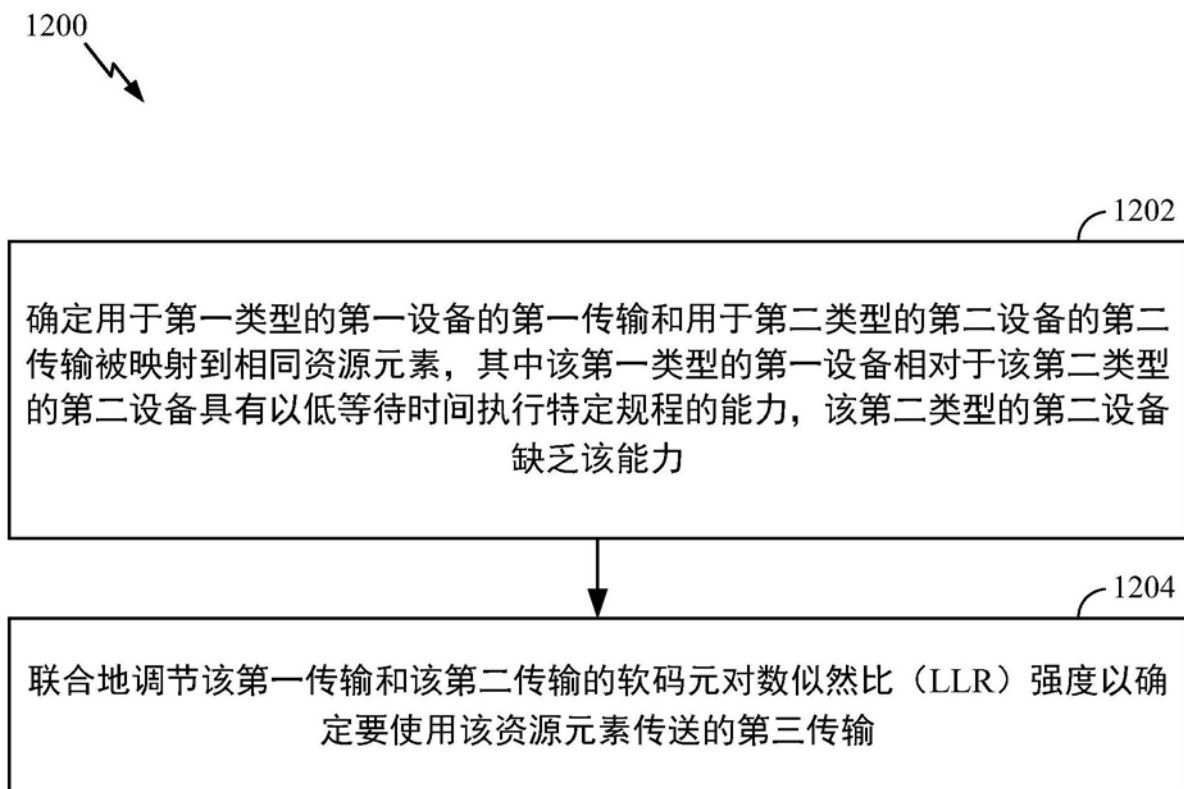 1200
1202
确定用于第一类型的第一设备的第一传输和用于第二类型的第二设备的第二
传输被映射到相同资源元素，其中该第一类型的第一设备相对于该第二类型
的第二设备具有以低等待时间执行特定规程的能力，该第二类型的第二设备
缺乏该能力
1204
联合地调节该第一传输和该第二传输的软码元对数似然比（LLR）强度以确
定要使用该资源元素传送的第三传输